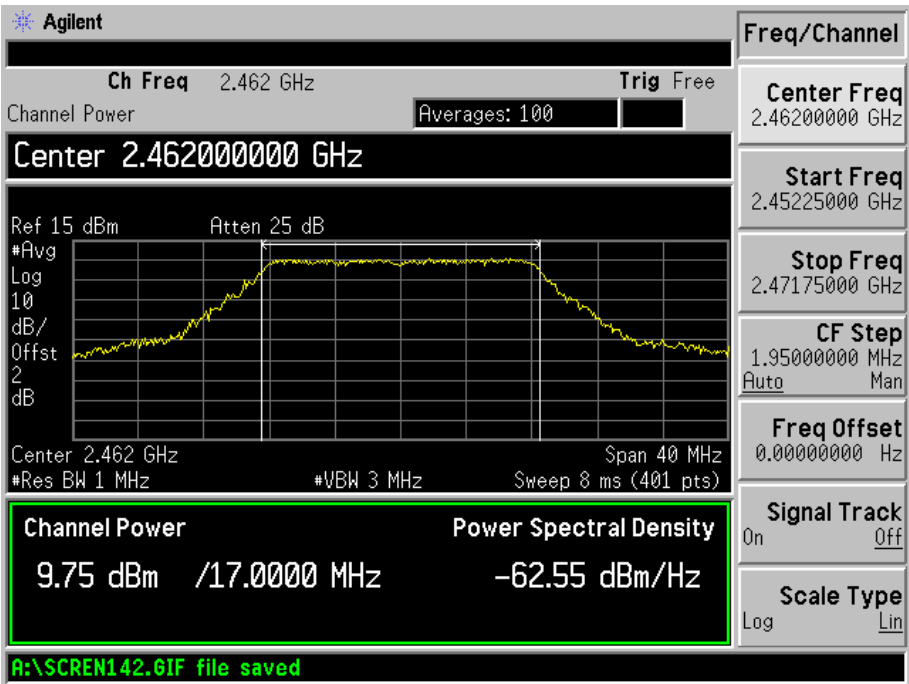 Agilent
Freq/Channel
Ch Freq 2.462 GHz Trig Free
Channel Power Averages: 100
Center 2.462000000 GHz
Ref 15 dBm Atten 25 dB
#Avg
Log
10
dB/
Offst
2
dB
Center 2.462 GHz Span 40 MHz
#Res BW 1 MHz #VBW 3 MHz Sweep 8 ms (401 pts)
Channel Power Power Spectral Density
9.75 dBm /17.0000 MHz -62.55 dBm/Hz
A:\SCREN142.GIF file saved
Center Freq
2.46200000 GHz
Start Freq
2.45225000 GHz
Stop Freq
2.47175000 GHz
CF Step
1.95000000 MHz
Auto Man
Freq Offset
0.00000000 Hz
Signal Track
On Off
Scale Type
Log Lin